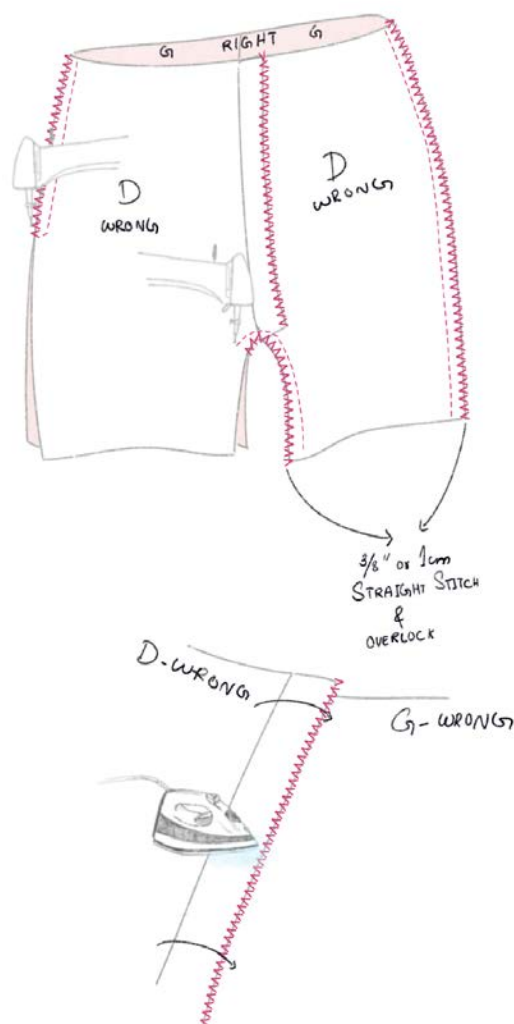 G RIGHT G
D
WRONG
D
WRONG
3/8" or 1cm
STRAIGHT STITCH
&
OVERLOCK
D-WRONG
G-WRONG